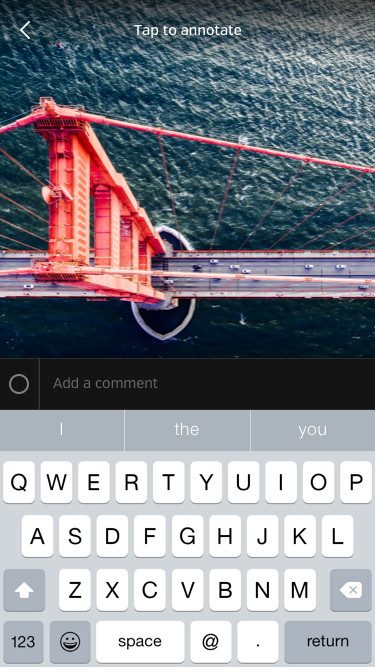 Tap to annotate
Add a comment
I the you
Q W E R T Y U I O P
A S D F G H J K L
Z X C V B N M
123 space @ . return